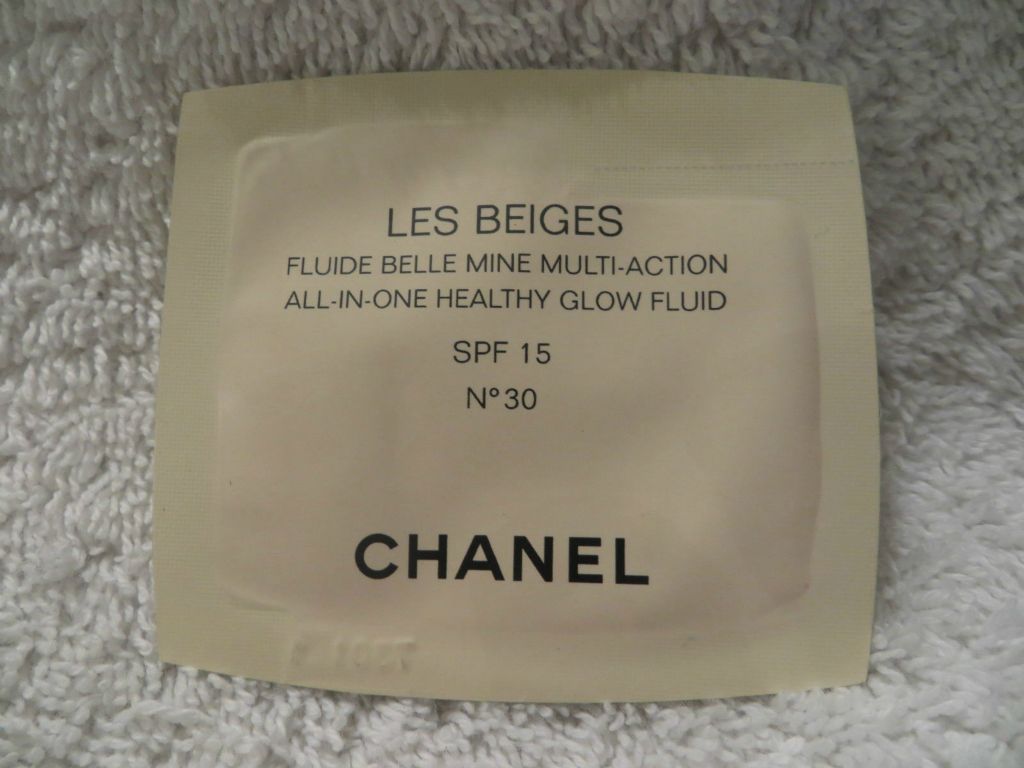 LES BEIGES
FLUIDE BELLE MINE MULTI-ACTION
ALL-IN-ONE HEALTHY GLOW FLUID
SPF 15
N°30
CHANEL